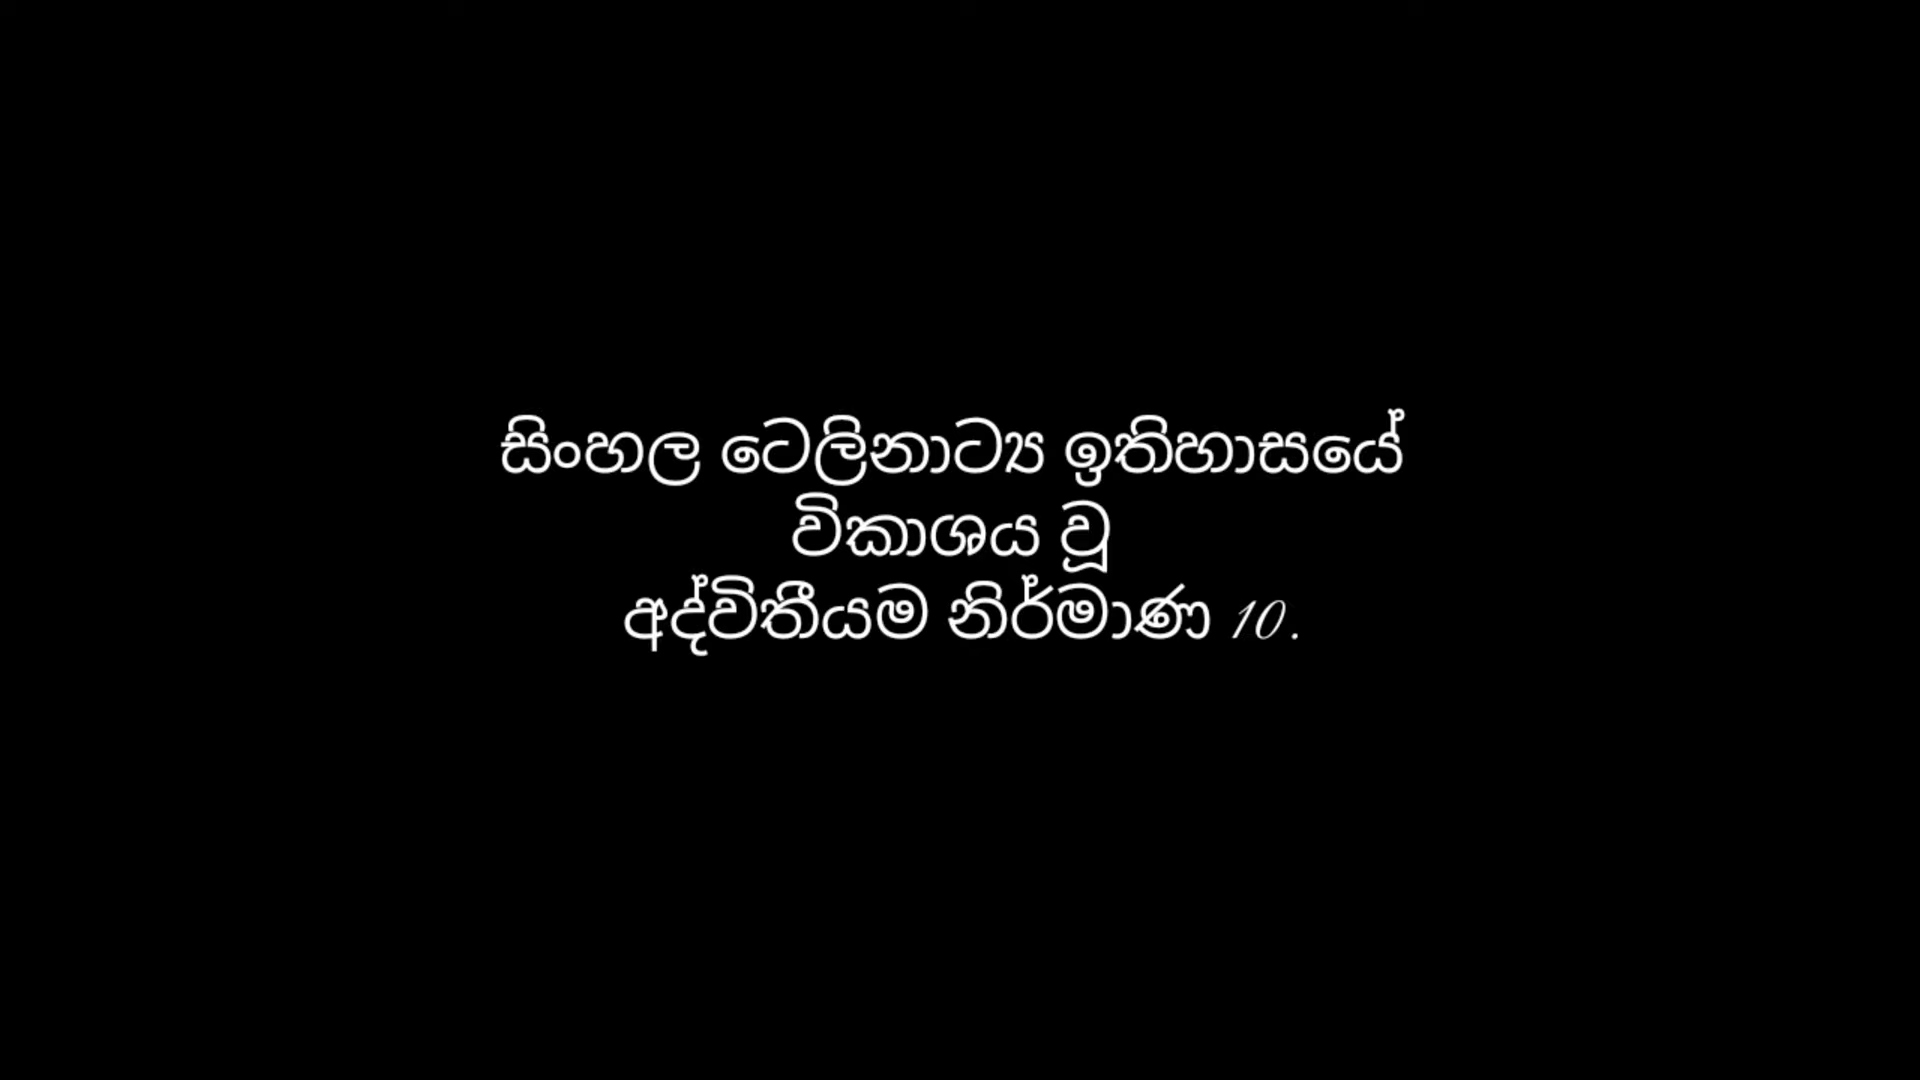 සිංහල ටෙලිනාට්‍ය ඉතිහාසයේ
විකාශය වූ
අද්විතීයම නිර්මාණ 10.